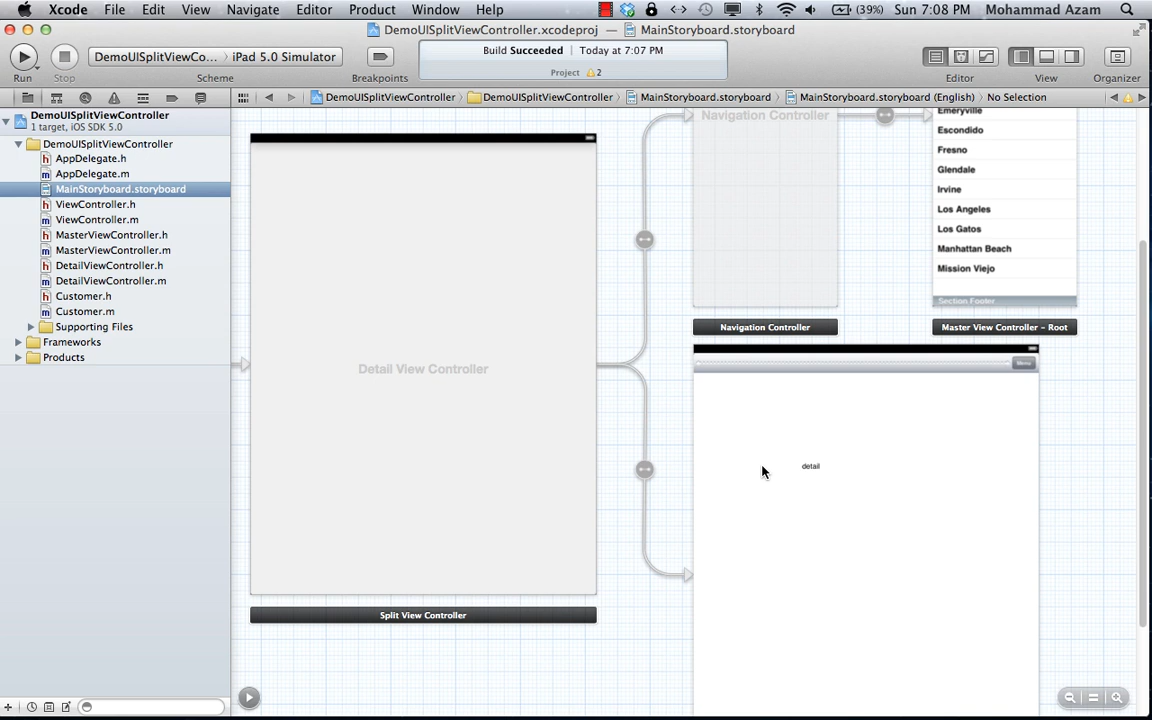 Xcode File Edit View Navigate Editor Product Window Help (39%) Sun 7:08 PM Mohammad Azam
DemoUISplitViewController.xcodeproj — MainStoryboard.storyboard
DemoUISplitViewCo... iPad 5.0 Simulator
Build Succeeded | Today at 7:07 PM
Project 2
Run Stop Scheme Breakpoints Editor View Organizer
DemoUISplitViewController DemoUISplitViewController MainStoryboard.storyboard MainStoryboard.storyboard (English) No Selection
DemoUISplitViewController
1 target, iOS SDK 5.0
DemoUISplitViewController
AppDelegate.h
AppDelegate.m
MainStoryboard.storyboard
ViewController.h
ViewController.m
MasterViewController.h
MasterViewController.m
DetailViewController.h
DetailViewController.m
Customer.h
Customer.m
Supporting Files
Frameworks
Products
Detail View Controller
Split View Controller
Navigation Controller
Navigation Controller
Emeryville
Escondido
Fresno
Glendale
Irvine
Los Angeles
Los Gatos
Manhattan Beach
Mission Viejo
Section Footer
Master View Controller - Root
detail